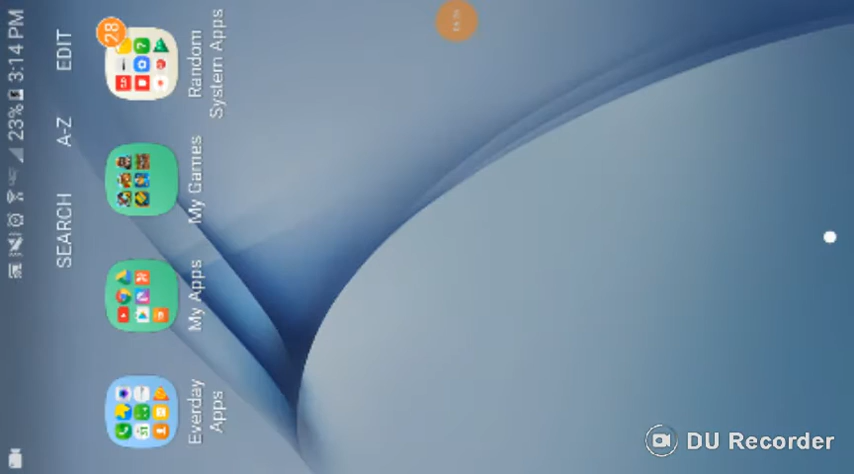 23% 3:14 PM
SEARCH A-Z EDIT
Everday
Apps
My Apps
My Games
28
Random
System Apps
DU Recorder